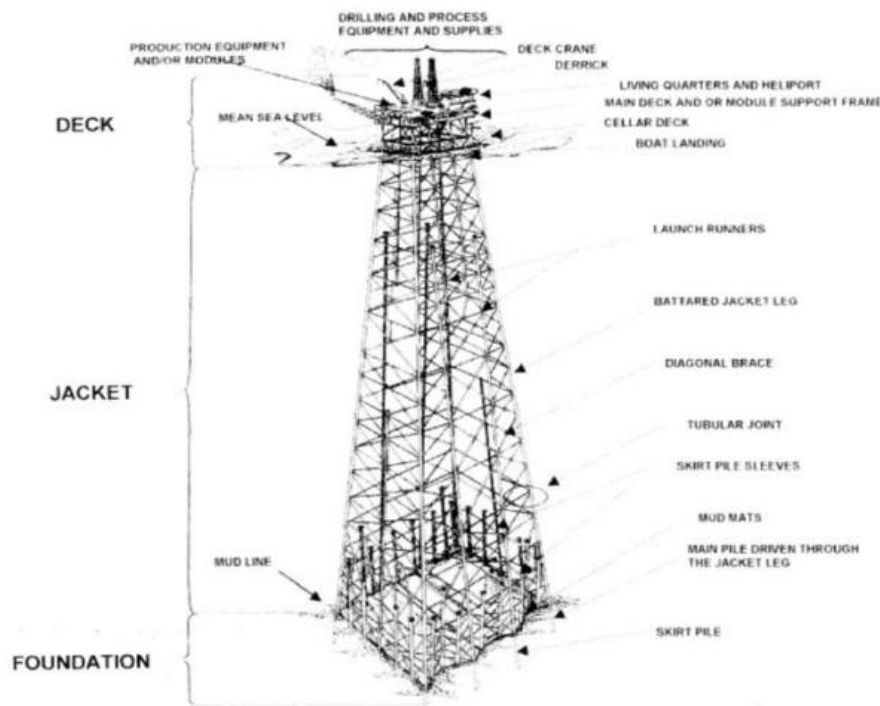 DRILLING AND PROCESS
EQUIPMENT AND SUPPLIES
PRODUCTION EQUIPMENT
AND/OR MODULES
DECK CRANE
DERRICK
LIVING QUARTERS AND HELIPORT
MAIN DECK AND OR MODULE SUPPORT FRAME
DECK
MEAN SEA LEVEL
CELLAR DECK
BOAT LANDING
LAUNCH RUNNERS
BATTARED JACKET LEG
DIAGONAL BRACE
JACKET
TUBULAR JOINT
SKIRT PILE SLEEVES
MUD MATS
MUD LINE
MAIN PILE DRIVEN THROUGH
THE JACKET LEG
SKIRT PILE
FOUNDATION